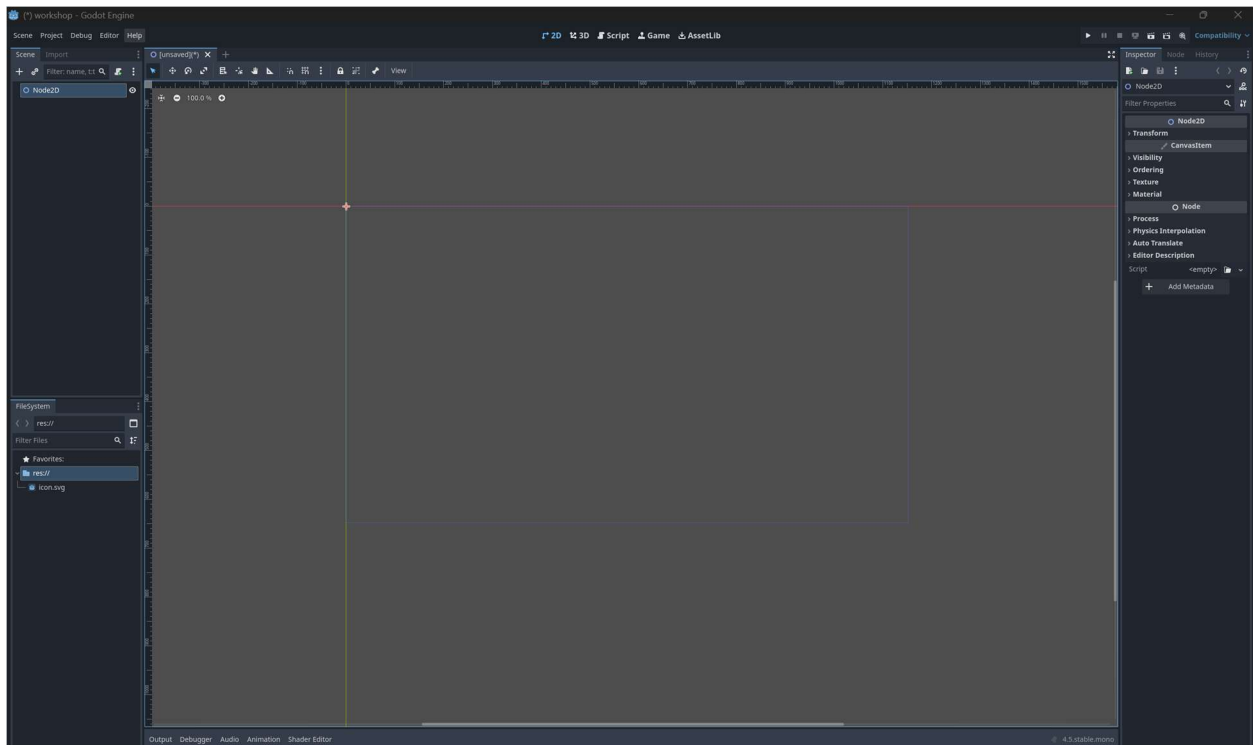 (*) workshop - Godot Engine
Scene Project Debug Editor Help
2D 3D Script Game AssetLib
Compatibility
Scene Import
[unsaved](*)
Inspector Node History
Filter: name, t:t
View
Node2D
Node2D
100.0 %
Filter Properties
Node2D
Transform
CanvasItem
Visibility
Ordering
Texture
Material
Node
Process
Physics Interpolation
Auto Translate
Editor Description
Script <empty>
Add Metadata
FileSystem
res://
Filter Files
Favorites:
res://
icon.svg
Output Debugger Audio Animation Shader Editor
4.5.stable.mono